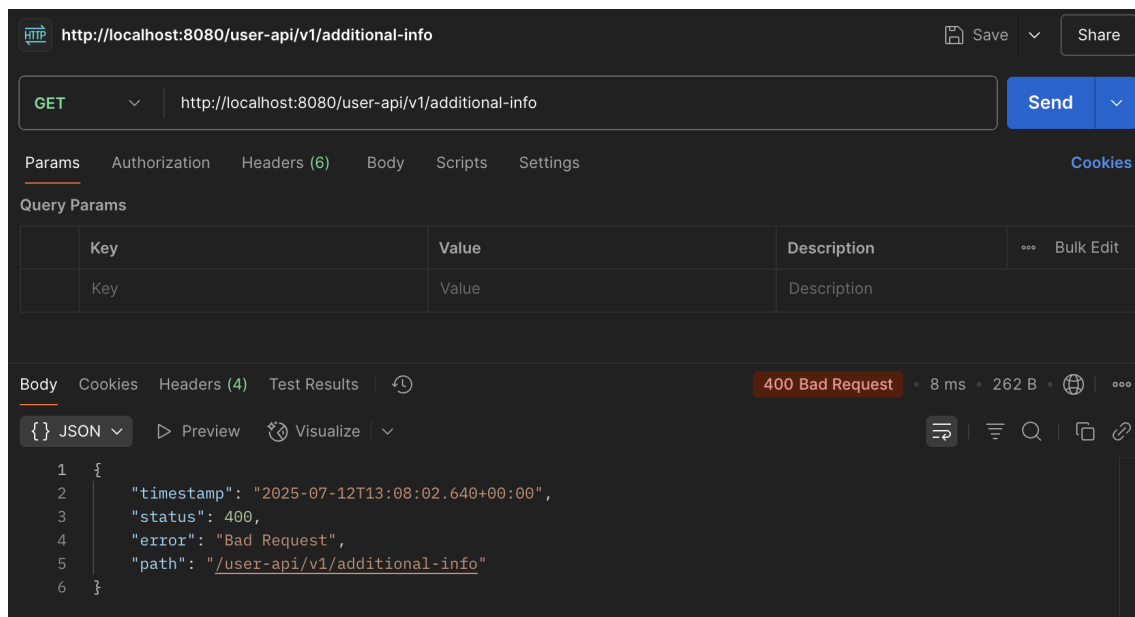 HTTP http://localhost:8080/user-api/v1/additional-info Save Share
GET http://localhost:8080/user-api/v1/additional-info Send
Params Authorization Headers (6) Body Scripts Settings Cookies
Query Params
Key Value Description Bulk Edit
Key Value Description
Body Cookies Headers (4) Test Results 400 Bad Request • 8 ms • 262 B •
{} JSON Preview Visualize
1 {
2 "timestamp": "2025-07-12T13:08:02.640+00:00",
3 "status": 400,
4 "error": "Bad Request",
5 "path": "/user-api/v1/additional-info"
6 }